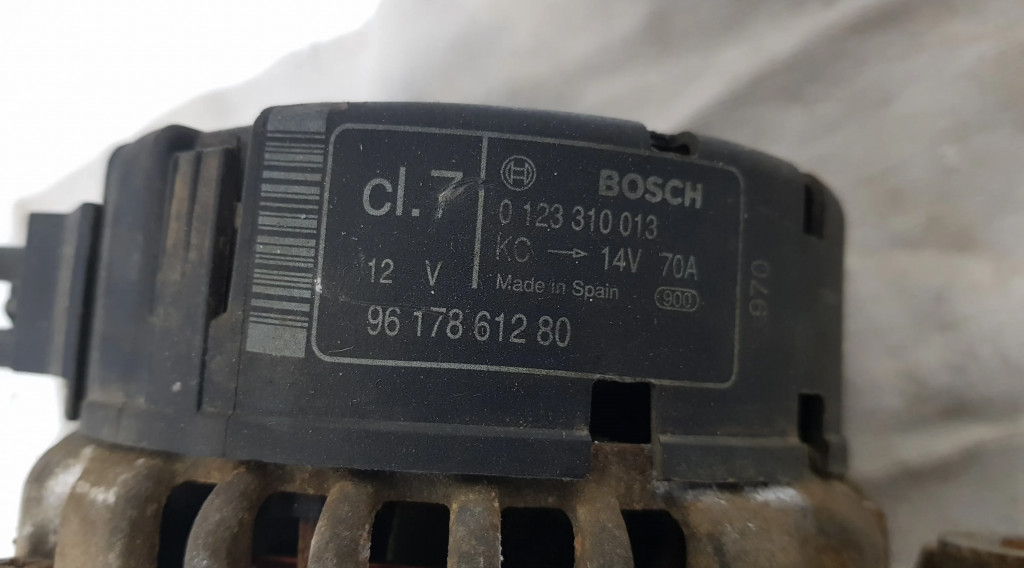 cl.7
12 V
BOSCH
0 123 310 013
KC → 14V 70A
Made in Spain 900
96 178 612 80
970